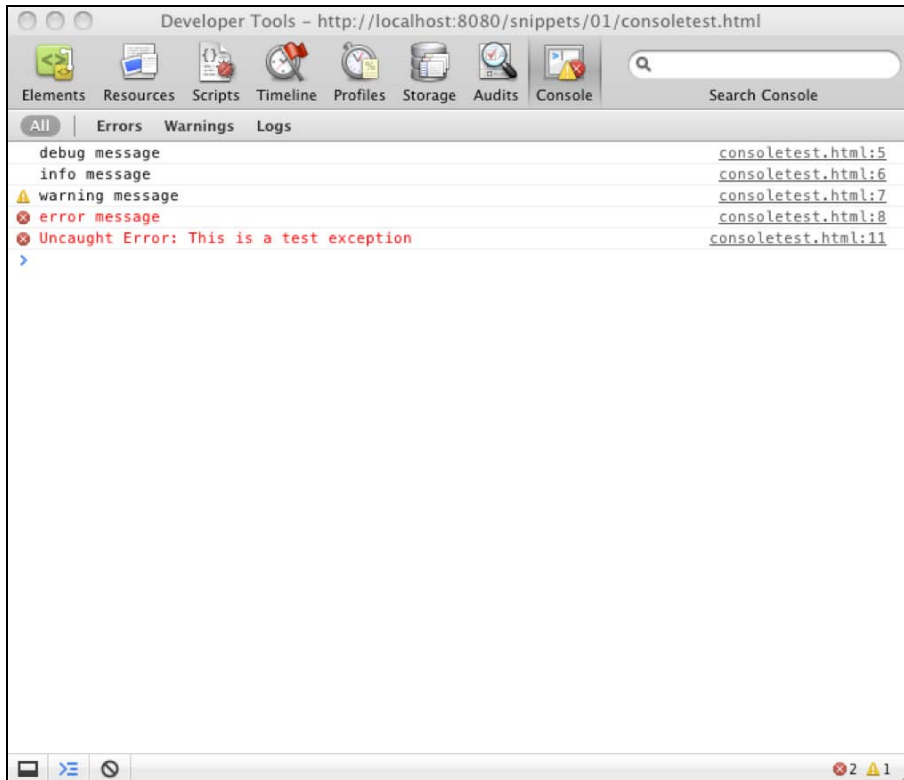 Developer Tools – http://localhost:8080/snippets/01/consoletest.html
Elements Resources Scripts Timeline Profiles Storage Audits Console Search Console
All Errors Warnings Logs
debug message consoletest.html:5
info message consoletest.html:6
warning message consoletest.html:7
error message consoletest.html:8
Uncaught Error: This is a test exception consoletest.html:11
>
2 1